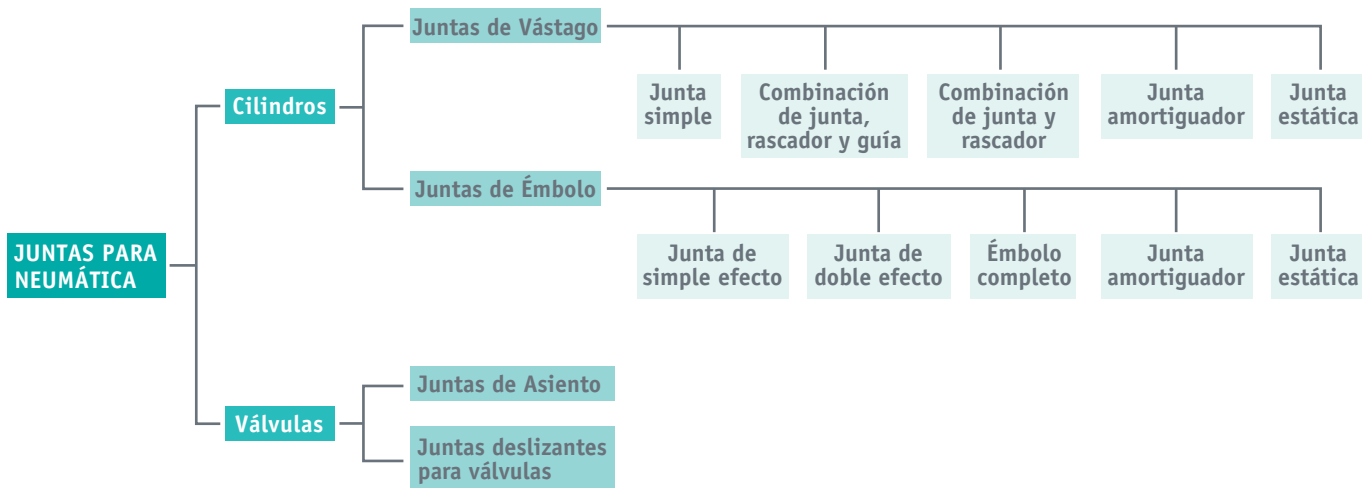 JUNTAS PARA
NEUMÁTICA
Cilindros
Juntas de Vástago
Junta
simple
Combinación
de junta,
rascador y guía
Combinación
de junta y
rascador
Junta
amortiguador
Junta
estática
Juntas de Émbolo
Junta de
simple efecto
Junta de
doble efecto
Émbolo
completo
Junta
amortiguador
Junta
estática
Válvulas
Juntas de Asiento
Juntas deslizantes
para válvulas